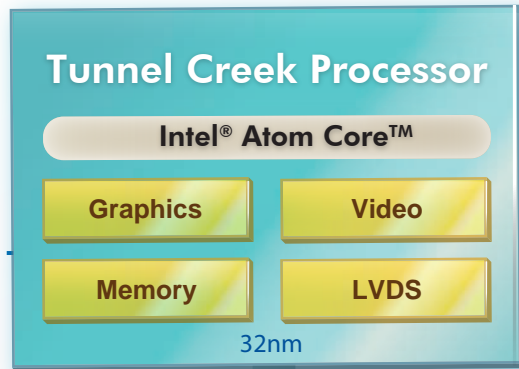 Tunnel Creek Processor
Intel® Atom Core™
Graphics Video
Memory LVDS
32nm